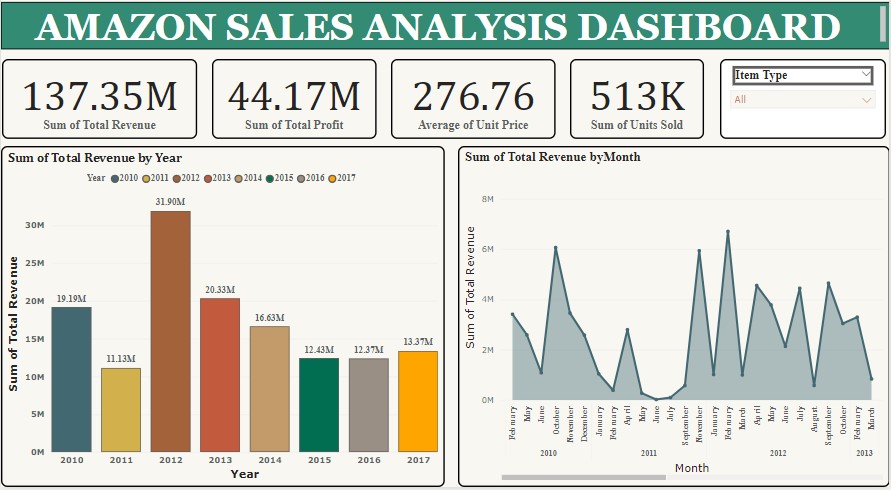 AMAZON SALES ANALYSIS DASHBOARD
137.35M
Sum of Total Revenue
44.17M
Sum of Total Profit
276.76
Average of Unit Price
513K
Sum of Units Sold
Item Type
All
Sum of Total Revenue by Year
Year 2010 2011 2012 2013 2014 2015 2016 2017
Sum of Total Revenue
30M
25M
20M
15M
10M
5M
0M
19.19M
11.13M
31.90M
20.33M
16.63M
12.43M
12.37M
13.37M
2010 2011 2012 2013 2014 2015 2016 2017
Year
Sum of Total Revenue byMonth
Sum of Total Revenue
8M
6M
4M
2M
0M
February May June October November December January February April May June July September November January February March April May June July August September October February March
2010 2011 2012 2013
Month